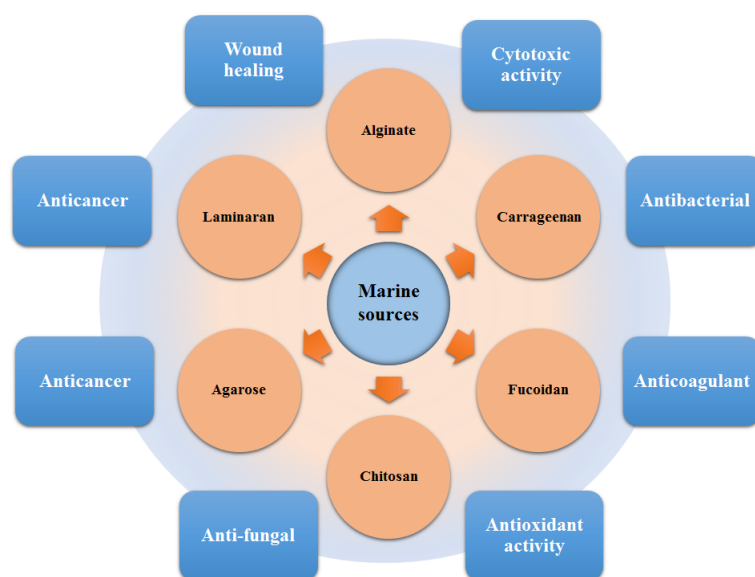 Wound
healing
Cytotoxic
activity
Alginate
Anticancer
Laminaran
Carrageenan
Antibacterial
Marine
sources
Anticancer
Agarose
Fucoidan
Anticoagulant
Chitosan
Anti-fungal
Antioxidant
activity